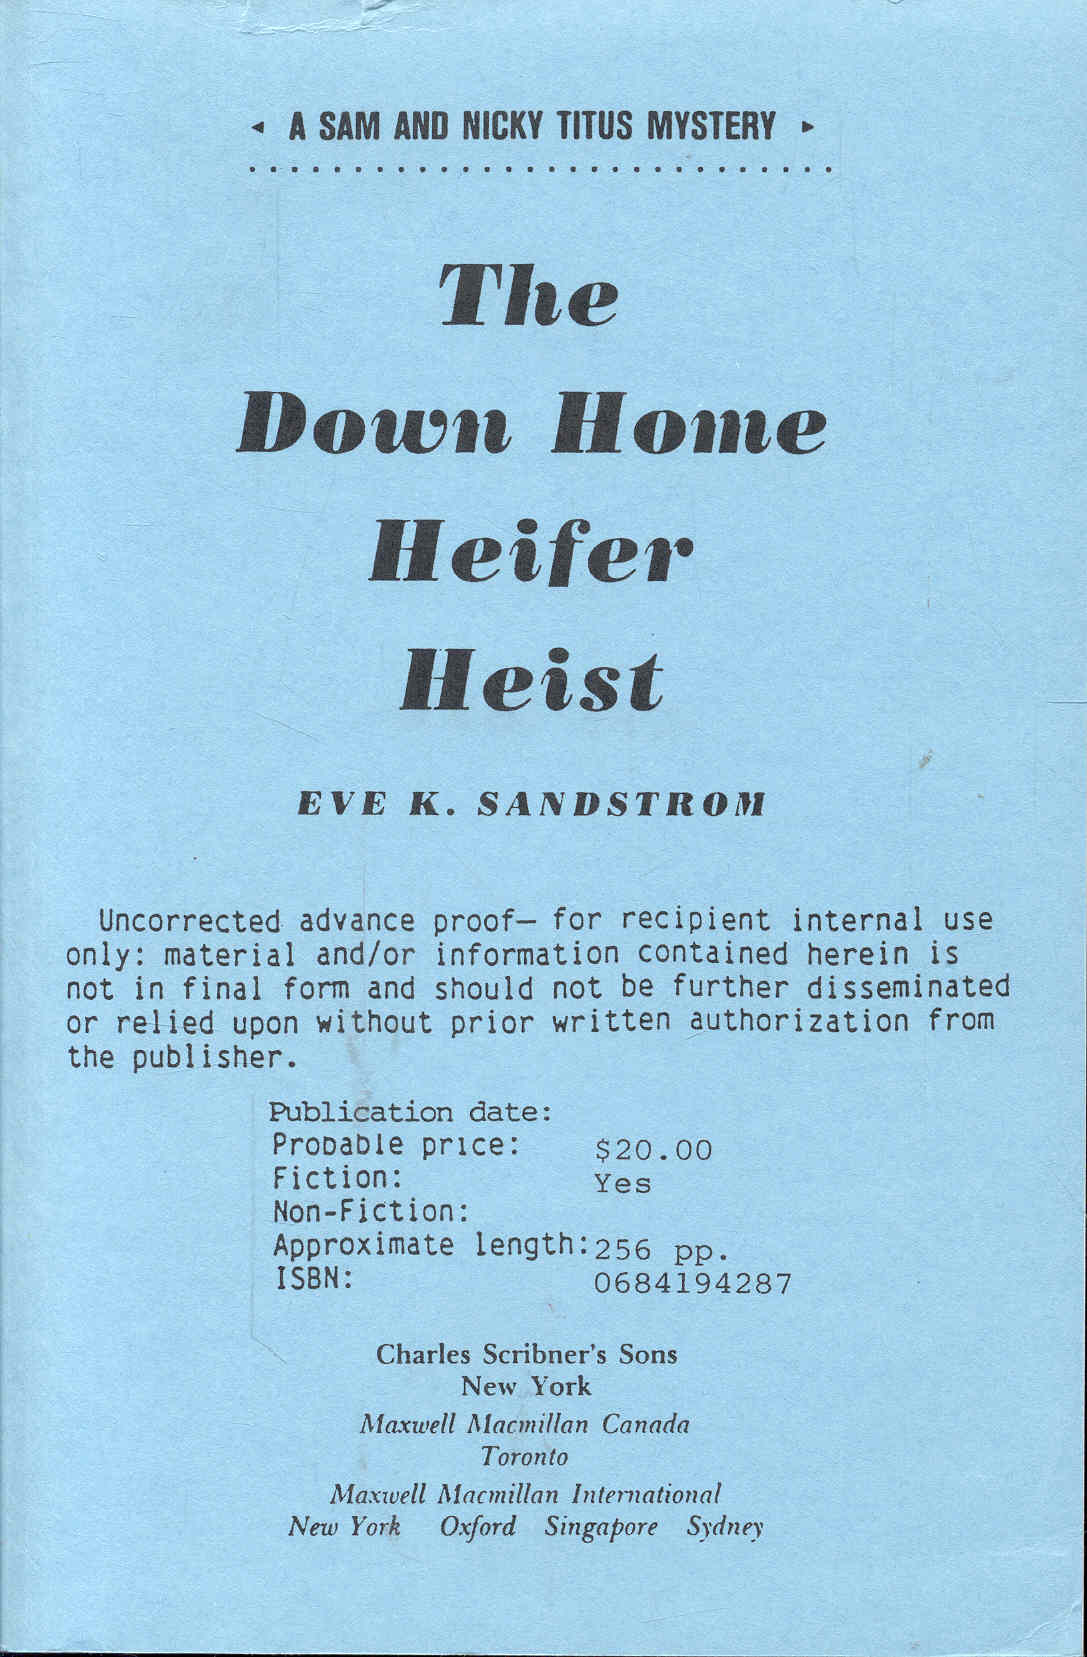 ◂ A SAM AND NICKY TITUS MYSTERY ▸
The
Down Home
Heifer
Heist
EVE K. SANDSTROM
Uncorrected advance proof— for recipient internal use
only: material and/or information contained herein is
not in final form and should not be further disseminated
or relied upon without prior written authorization from
the publisher.
Publication date:
Probable price: $20.00
Fiction: Yes
Non-Fiction:
Approximate length: 256 pp.
ISBN: 0684194287
Charles Scribner's Sons
New York
Maxwell Macmillan Canada
Toronto
Maxwell Macmillan International
New York Oxford Singapore Sydney